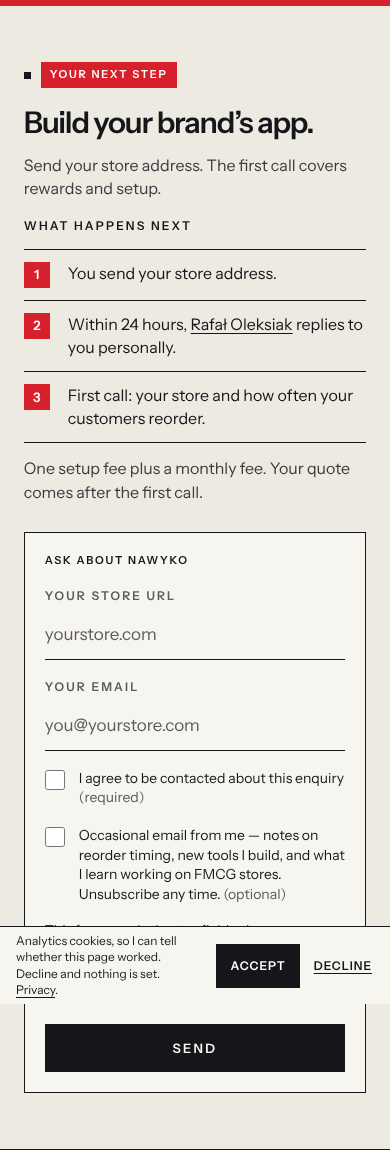 YOUR NEXT STEP
Build your brand’s app.
Send your store address. The first call covers
rewards and setup.
WHAT HAPPENS NEXT
1
You send your store address.
2
Within 24 hours, Rafał Oleksiak replies to
you personally.
3
First call: your store and how often your
customers reorder.
One setup fee plus a monthly fee. Your quote
comes after the first call.
ASK ABOUT NAWYKO
YOUR STORE URL
yourstore.com
YOUR EMAIL
you@yourstore.com
I agree to be contacted about this enquiry
(required)
Occasional email from me — notes on
reorder timing, new tools I build, and what
I learn working on FMCG stores.
Unsubscribe any time. (optional)
Analytics cookies, so I can tell
whether this page worked.
Decline and nothing is set.
Privacy.
ACCEPT
DECLINE
SEND